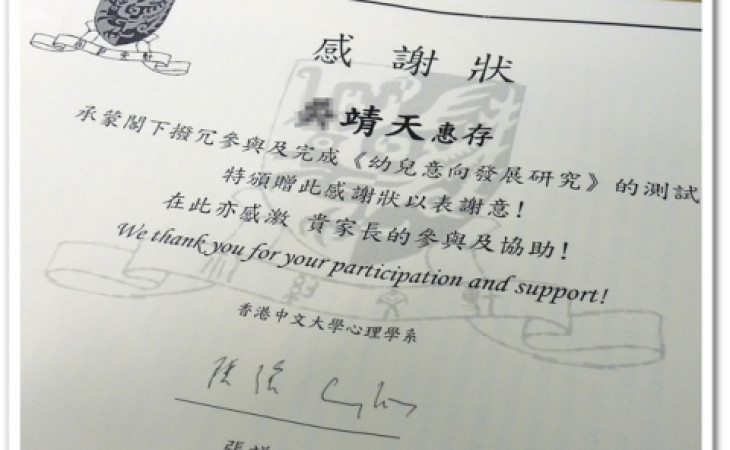 感謝狀
靖天惠存
承蒙閣下撥冗參與及完成《幼兒意向發展研究》的測試
特頒贈此感謝狀以表謝意！
在此亦感激 貴家長的參與及協助！
We thank you for your participation and support!
香港中文大學心理學系